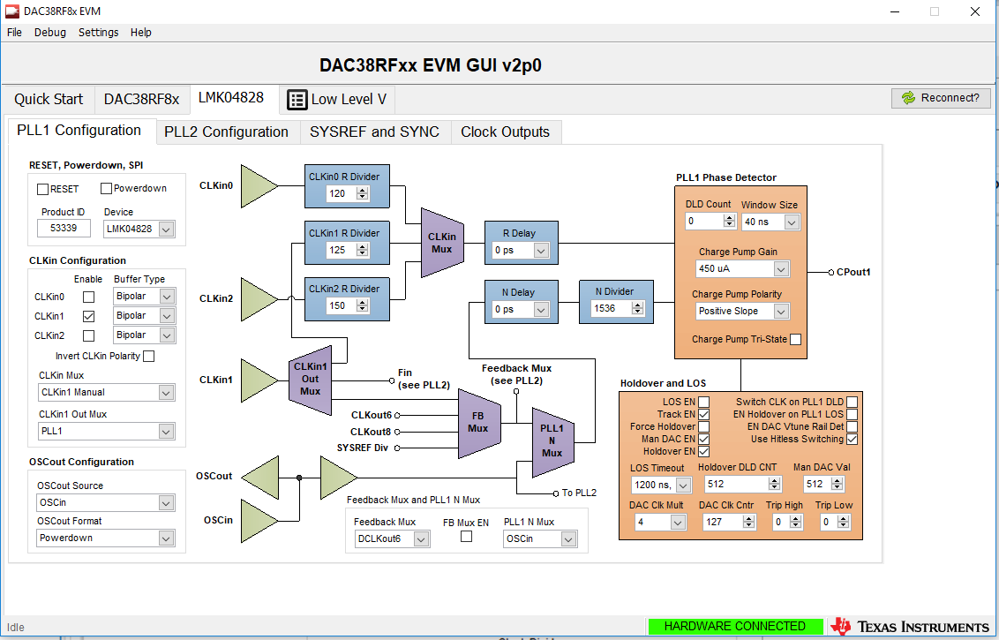 DAC38RF8x EVM
File Debug Settings Help
DAC38RFxx EVM GUI v2p0
Quick Start DAC38RF8x LMK04828 Low Level V Reconnect?
PLL1 Configuration PLL2 Configuration SYSREF and SYNC Clock Outputs
RESET, Powerdown, SPI
RESET Powerdown
Product ID Device
53339 LMK04828
CLKin Configuration
Enable Buffer Type
CLKin0 Bipolar
CLKin1 Bipolar
CLKin2 Bipolar
Invert CLKin Polarity
CLKin Mux
CLKin1 Manual
CLKin1 Out Mux
PLL1
OSCout Configuration
OSCout Source
OSCin
OSCout Format
Powerdown
CLKin0
CLKin0 R Divider
120
CLKin1 R Divider
125
CLKin2
CLKin2 R Divider
150
CLKin
Mux
R Delay
0 ps
N Delay
0 ps
N Divider
1536
CLKin1
CLKin1
Out
Mux
Fin
(see PLL2)
Feedback Mux
(see PLL2)
CLKout6
CLKout8
SYSREF Div
FB
Mux
PLL1
N
Mux
OSCout
OSCin
To PLL2
Feedback Mux and PLL1 N Mux
Feedback Mux FB Mux EN PLL1 N Mux
DCLKout6 OSCin
PLL1 Phase Detector
DLD Count Window Size
0 40 ns
Charge Pump Gain
450 uA
Charge Pump Polarity
Positive Slope
Charge Pump Tri-State
CPout1
Holdover and LOS
LOS EN Switch CLK on PLL1 DLD
Track EN EN Holdover on PLL1 LOS
Force Holdover EN DAC Vtune Rail Det
Man DAC EN Use Hitless Switching
Holdover EN
LOS Timeout Holdover DLD CNT Man DAC Val
1200 ns, 512 512
DAC Clk Mult DAC Clk Cntr Trip High Trip Low
4 127 0 0
Idle HARDWARE CONNECTED TEXAS INSTRUMENTS